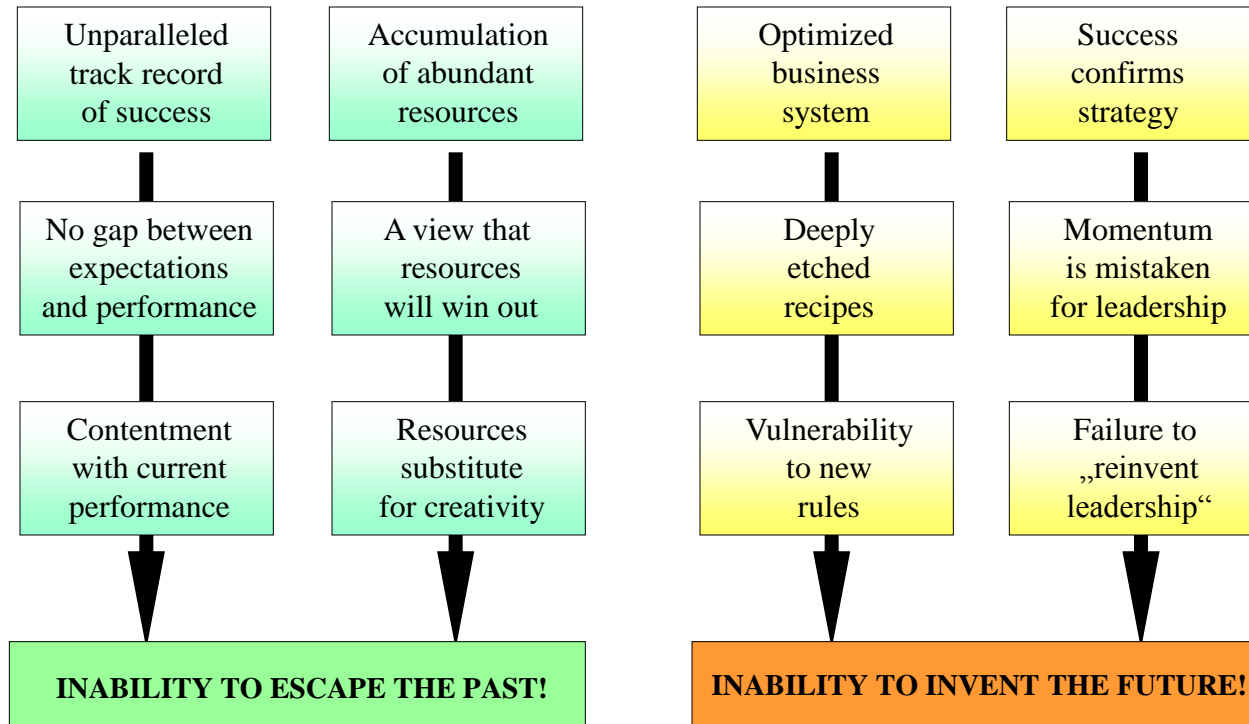 Unparalleled
track record
of success
Accumulation
of abundant
resources
Optimized
business
system
Success
confirms
strategy
No gap between
expectations
and performance
A view that
resources
will win out
Deeply
etched
recipes
Momentum
is mistaken
for leadership
Contentment
with current
performance
Resources
substitute
for creativity
Vulnerability
to new
rules
Failure to
„reinvent
leadership“
INABILITY TO ESCAPE THE PAST!
INABILITY TO INVENT THE FUTURE!